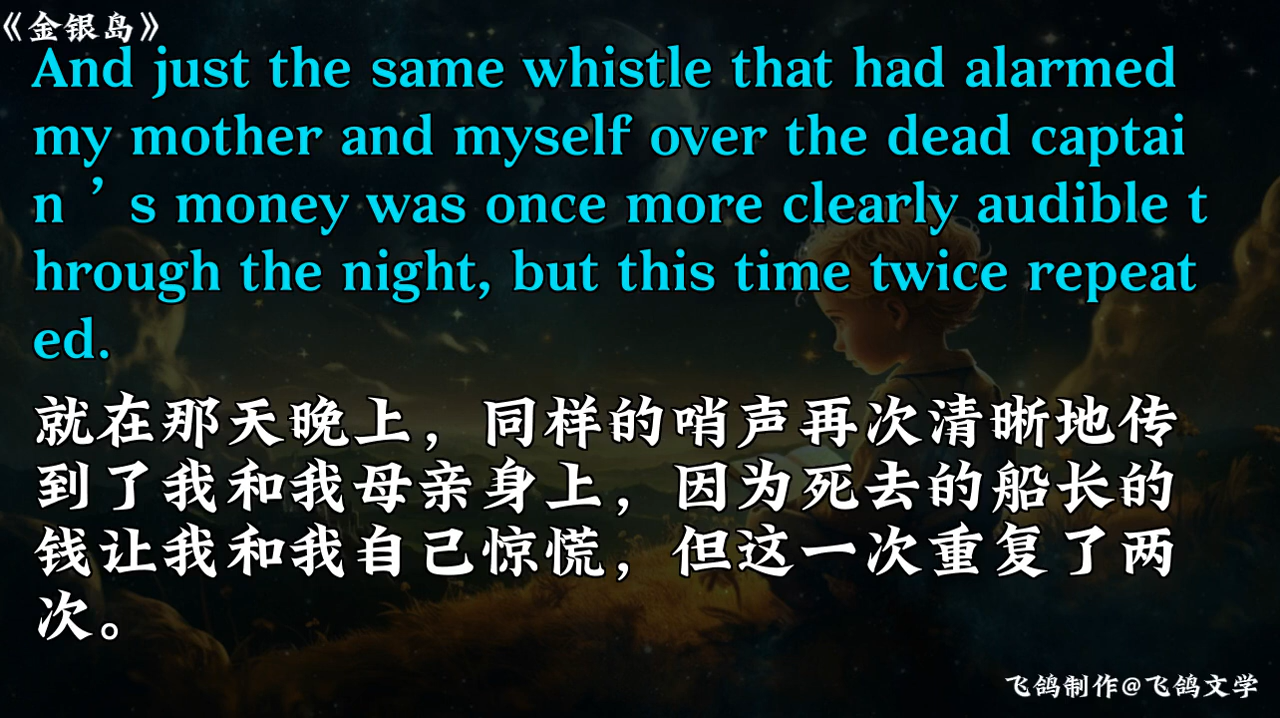 《金银岛》
And just the same whistle that had alarmed
my mother and myself over the dead captai
n ’ s money was once more clearly audible t
hrough the night, but this time twice repeat
ed.
就在那天晚上，同样的哨声再次清晰地传
到了我和我母亲身上，因为死去的船长的
钱让我和我自己惊慌，但这一次重复了两
次。
飞鸽制作@飞鸽文学